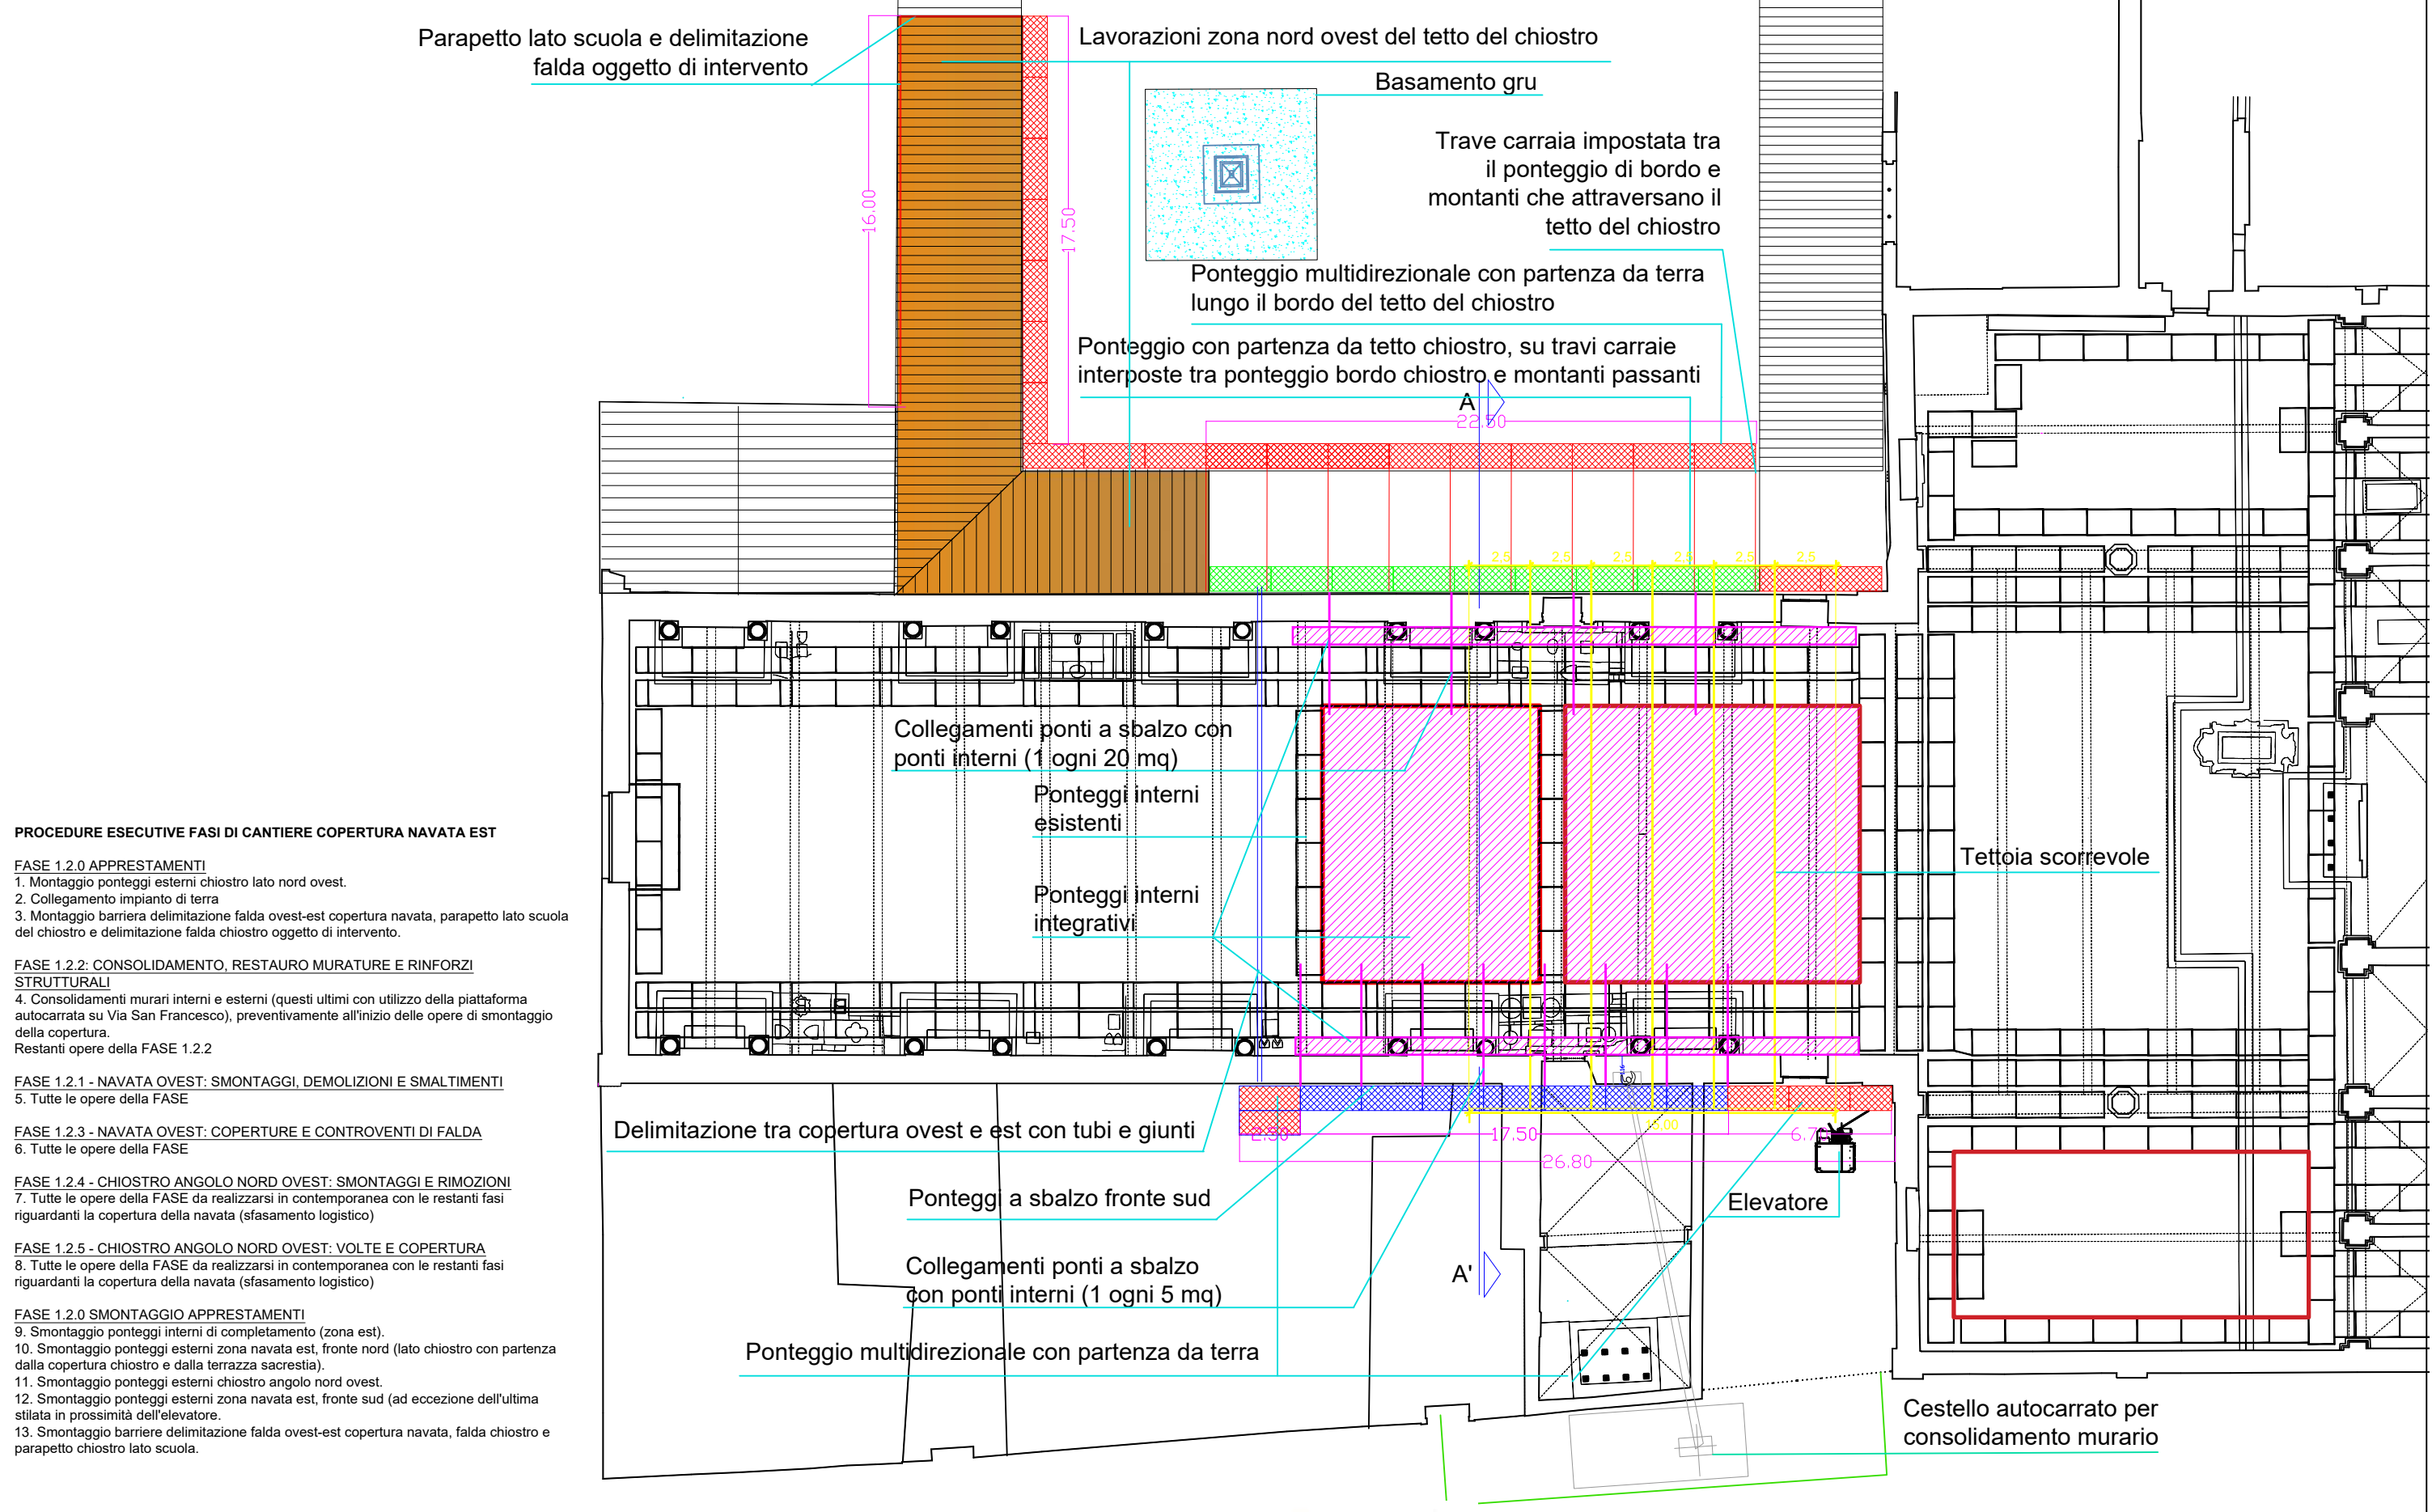 Parapetto lato scuola e delimitazione
falda oggetto di intervento
Lavorazioni zona nord ovest del tetto del chiostro
Basamento gru
Trave carraia impostata tra
il ponteggio di bordo e
montanti che attraversano il
tetto del chiostro
16.00
17.50
Ponteggio multidirezionale con partenza da terra
lungo il bordo del tetto del chiostro
Ponteggio con partenza da tetto chiostro, su travi carraie
interposte tra ponteggio bordo chiostro e montanti passanti
A
22.50
2,5
2,5
2,5
2,5
2,5
2,5
Collegamenti ponti a sbalzo con
ponti interni (1 ogni 20 mq)
Ponteggi interni
esistenti
Ponteggi interni
integrativi
Tettoia scorrevole
PROCEDURE ESECUTIVE FASI DI CANTIERE COPERTURA NAVATA EST
FASE 1.2.0 APPRESTAMENTI
1. Montaggio ponteggi esterni chiostro lato nord ovest.
2. Collegamento impianto di terra
3. Montaggio barriera delimitazione falda ovest-est copertura navata, parapetto lato scuola
del chiostro e delimitazione falda chiostro oggetto di intervento.
FASE 1.2.2: CONSOLIDAMENTO, RESTAURO MURATURE E RINFORZI
STRUTTURALI
4. Consolidamenti murari interni e esterni (questi ultimi con utilizzo della piattaforma
autocarrata su Via San Francesco), preventivamente all'inizio delle opere di smontaggio
della copertura.
Restanti opere della FASE 1.2.2
FASE 1.2.1 - NAVATA OVEST: SMONTAGGI, DEMOLIZIONI E SMALTIMENTI
5. Tutte le opere della FASE
FASE 1.2.3 - NAVATA OVEST: COPERTURE E CONTROVENTI DI FALDA
6. Tutte le opere della FASE
FASE 1.2.4 - CHIOSTRO ANGOLO NORD OVEST: SMONTAGGI E RIMOZIONI
7. Tutte le opere della FASE da realizzarsi in contemporanea con le restanti fasi
riguardanti la copertura della navata (sfasamento logistico)
FASE 1.2.5 - CHIOSTRO ANGOLO NORD OVEST: VOLTE E COPERTURA
8. Tutte le opere della FASE da realizzarsi in contemporanea con le restanti fasi
riguardanti la copertura della navata (sfasamento logistico)
FASE 1.2.0 SMONTAGGIO APPRESTAMENTI
9. Smontaggio ponteggi interni di completamento (zona est).
10. Smontaggio ponteggi esterni zona navata est, fronte nord (lato chiostro con partenza
dalla copertura chiostro e dalla terrazza sacrestia).
11. Smontaggio ponteggi esterni chiostro angolo nord ovest.
12. Smontaggio ponteggi esterni zona navata est, fronte sud (ad eccezione dell'ultima
stilata in prossimità dell'elevatore.
13. Smontaggio barriere delimitazione falda ovest-est copertura navata, falda chiostro e
parapetto chiostro lato scuola.
Delimitazione tra copertura ovest e est con tubi e giunti
2.50
17.50
15.00
6.70
26.80
Ponteggi a sbalzo fronte sud
Elevatore
Collegamenti ponti a sbalzo
con ponti interni (1 ogni 5 mq)
A'
Ponteggio multidirezionale con partenza da terra
Cestello autocarrato per
consolidamento murario